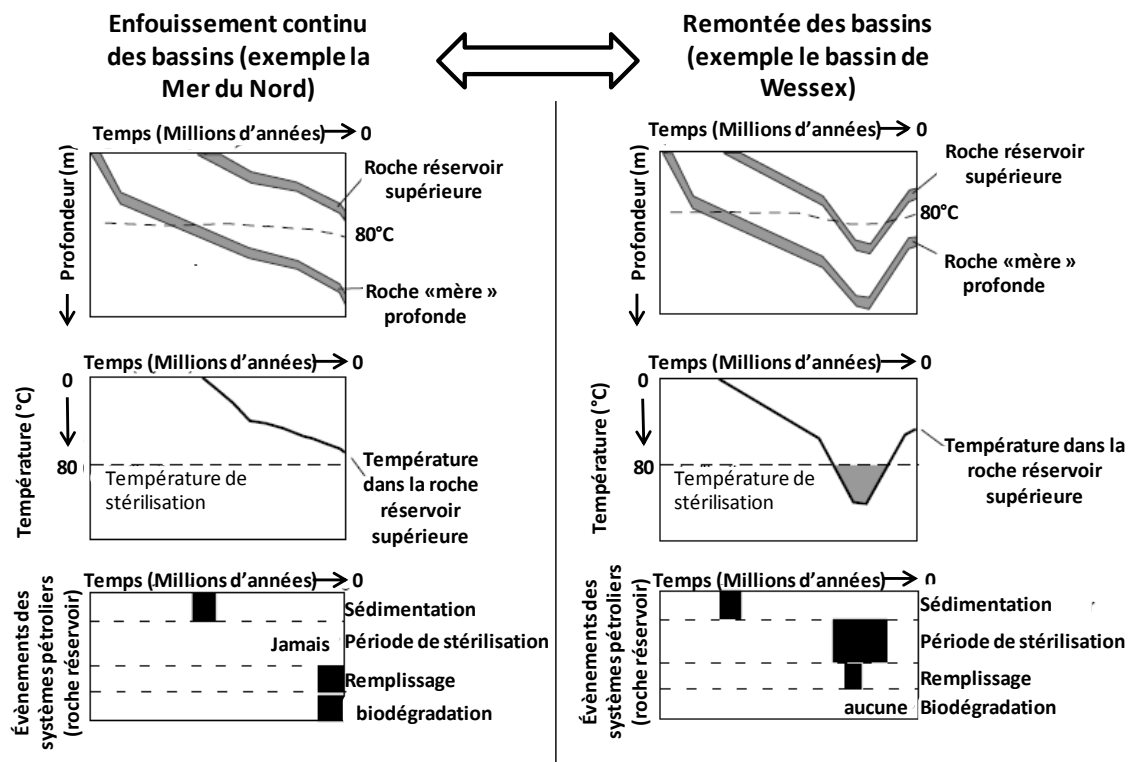 Enfouissement continu
des bassins (exemple la
Mer du Nord)
Remontée des bassins
(exemple le bassin de
Wessex)
Temps (Millions d'années) 0
Profondeur (m)
Roche réservoir
supérieure
80°C
Roche «mère »
profonde
Temps (Millions d'années) 0
Profondeur (m)
Roche réservoir
supérieure
80°C
Roche «mère »
profonde
Temps (Millions d'années) 0
Température (°C)
0
80
Température de
stérilisation
Température
dans la roche
réservoir
supérieure
Temps (Millions d'années) 0
Température (°C)
0
80
Température de
stérilisation
Température dans la
roche réservoir
supérieure
Temps (Millions d'années) 0
Évènements des
systèmes pétroliers
(roche réservoir)
Sédimentation
Jamais Période de stérilisation
Remplissage
biodégradation
Temps (Millions d'années) 0
Évènements des
systèmes pétroliers
(roche réservoir)
Sédimentation
Période de stérilisation
Remplissage
aucune Biodégradation